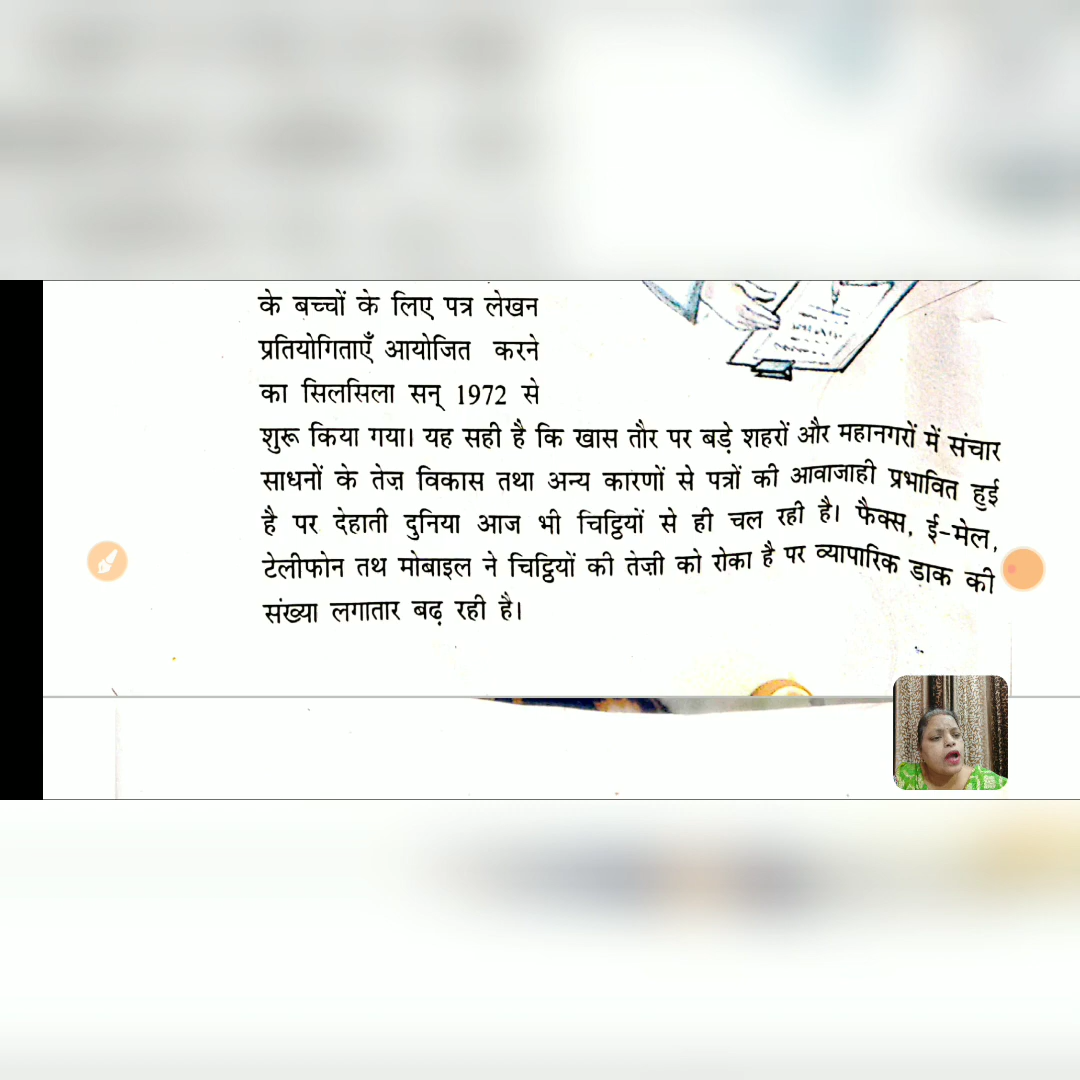 के बच्चों के लिए पत्र लेखन
प्रतियोगिताएँ आयोजित करने
का सिलसिला सन् 1972 से
शुरू किया गया। यह सही है कि खास तौर पर बड़े शहरों और महानगरों में संचार
साधनों के तेज़ विकास तथा अन्य कारणों से पत्रों की आवाजाही प्रभावित हुई
है पर देहाती दुनिया आज भी चिट्ठियों से ही चल रही है। फैक्स, ई-मेल,
टेलीफोन तथ मोबाइल ने चिट्ठियों की तेज़ी को रोका है पर व्यापारिक डाक की
संख्या लगातार बढ़ रही है।